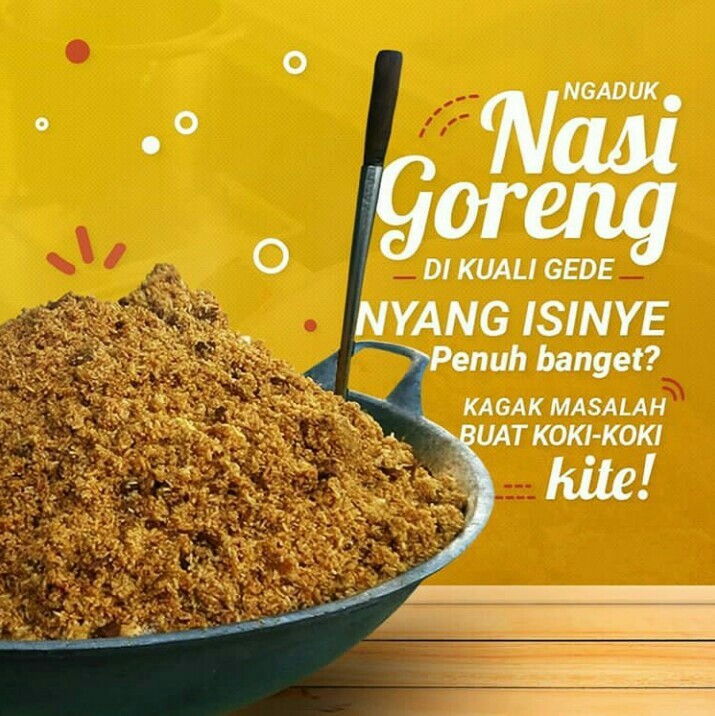 NGADUK
Nasi
Goreng
DI KUALI GEDE
NYANG ISINYE
Penuh banget?
KAGAK MASALAH
BUAT KOKI-KOKI
kite!